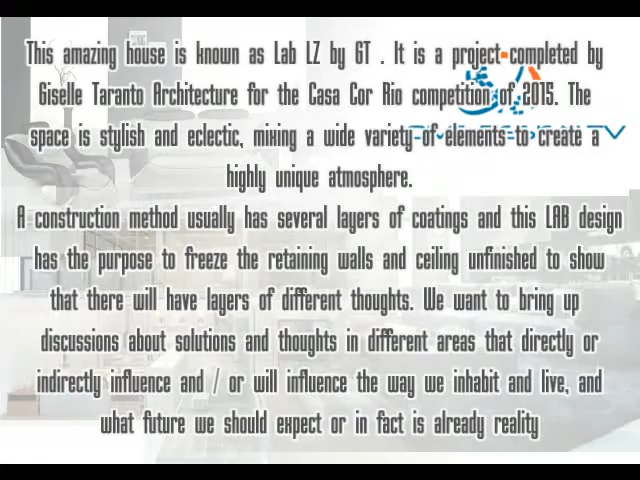 This amazing house is known as Lab LZ by GT . It is a project completed by
Giselle Taranto Architecture for the Casa Cor Rio competition of 2015. The
space is stylish and eclectic, mixing a wide variety of elements to create a
highly unique atmosphere.
A construction method usually has several layers of coatings and this LAB design
has the purpose to freeze the retaining walls and ceiling unfinished to show
that there will have layers of different thoughts. We want to bring up
discussions about solutions and thoughts in different areas that directly or
indirectly influence and / or will influence the way we inhabit and live, and
what future we should expect or in fact is already reality